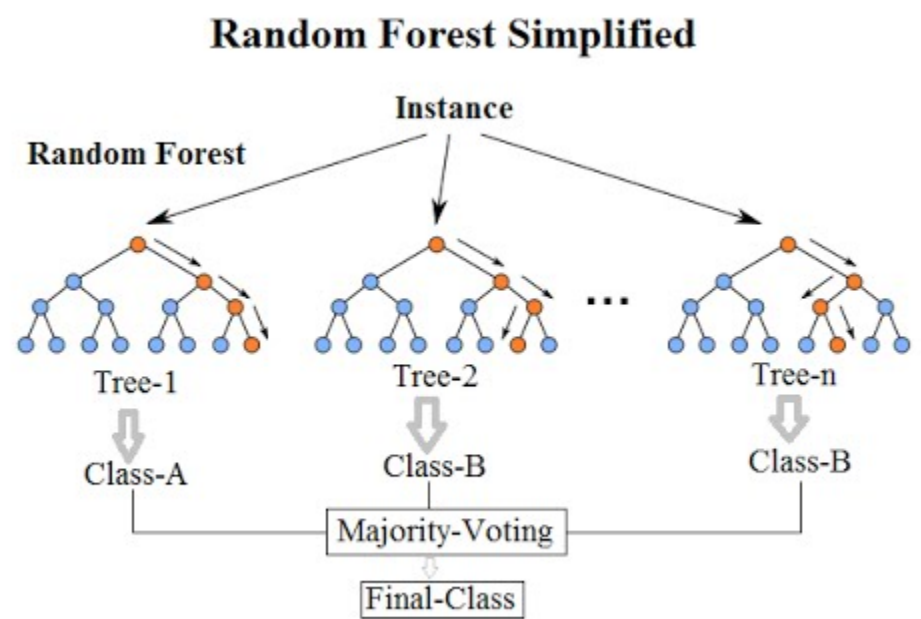 Random Forest Simplified
Instance
Random Forest
...
Tree-1
Tree-2
Tree-n
Class-A
Class-B
Class-B
Majority-Voting
Final-Class